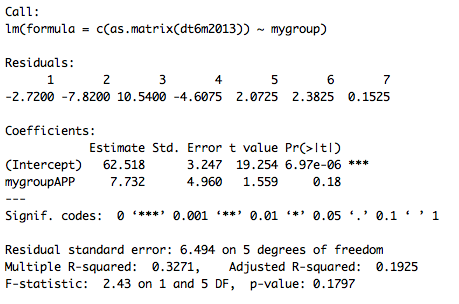 Call:
lm(formula = c(as.matrix(dt6m2013)) ~ mygroup)
Residuals:
1 2 3 4 5 6 7
-2.7200 -7.8200 10.5400 -4.6075 2.0725 2.3825 0.1525
Coefficients:
Estimate Std. Error t value Pr(>|t|)
(Intercept) 62.518 3.247 19.254 6.97e-06 ***
mygroupAPP 7.732 4.960 1.559 0.18
---
Signif. codes: 0 ‘***’ 0.001 ‘**’ 0.01 ‘*’ 0.05 ‘.’ 0.1 ‘ ’ 1
Residual standard error: 6.494 on 5 degrees of freedom
Multiple R-squared: 0.3271, Adjusted R-squared: 0.1925
F-statistic: 2.43 on 1 and 5 DF, p-value: 0.1797